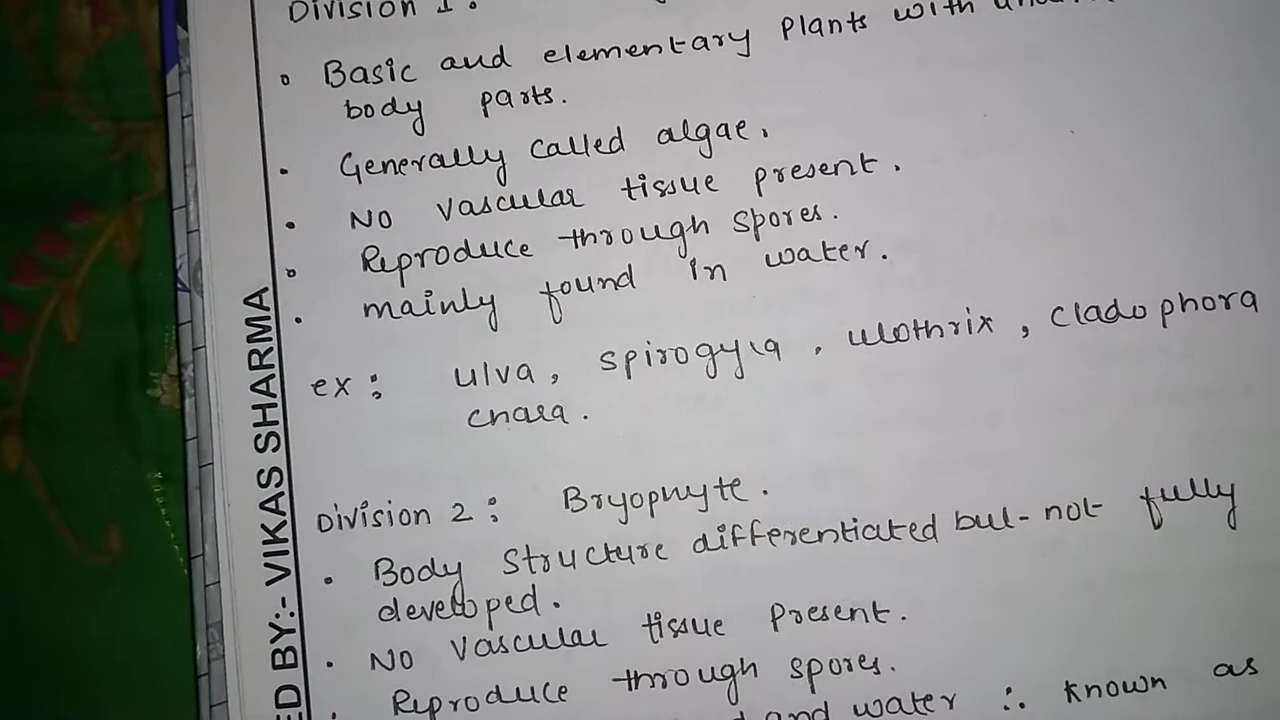 Division 1 :
• Basic and elementary plants with
body parts.
• Generally called algae.
• No vascular tissue present.
• Reproduce through spores.
• mainly found in water.
ex : ulva, spirogyra, ulothrix, cladophora
chara.
Division 2 : Bryophyte.
• Body structure differentiated but not fully
developed.
• No vascular tissue present.
• Reproduce through spores.
and water ∴ known as
BY:- VIKAS SHARMA